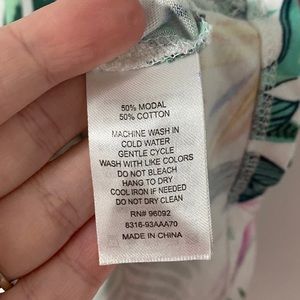 50% MODAL
50% COTTON
MACHINE WASH IN
COLD WATER
GENTLE CYCLE
WASH WITH LIKE COLORS
DO NOT BLEACH
HANG TO DRY
COOL IRON IF NEEDED
DO NOT DRY CLEAN
RN# 96092
8316-93AAA70
MADE IN CHINA